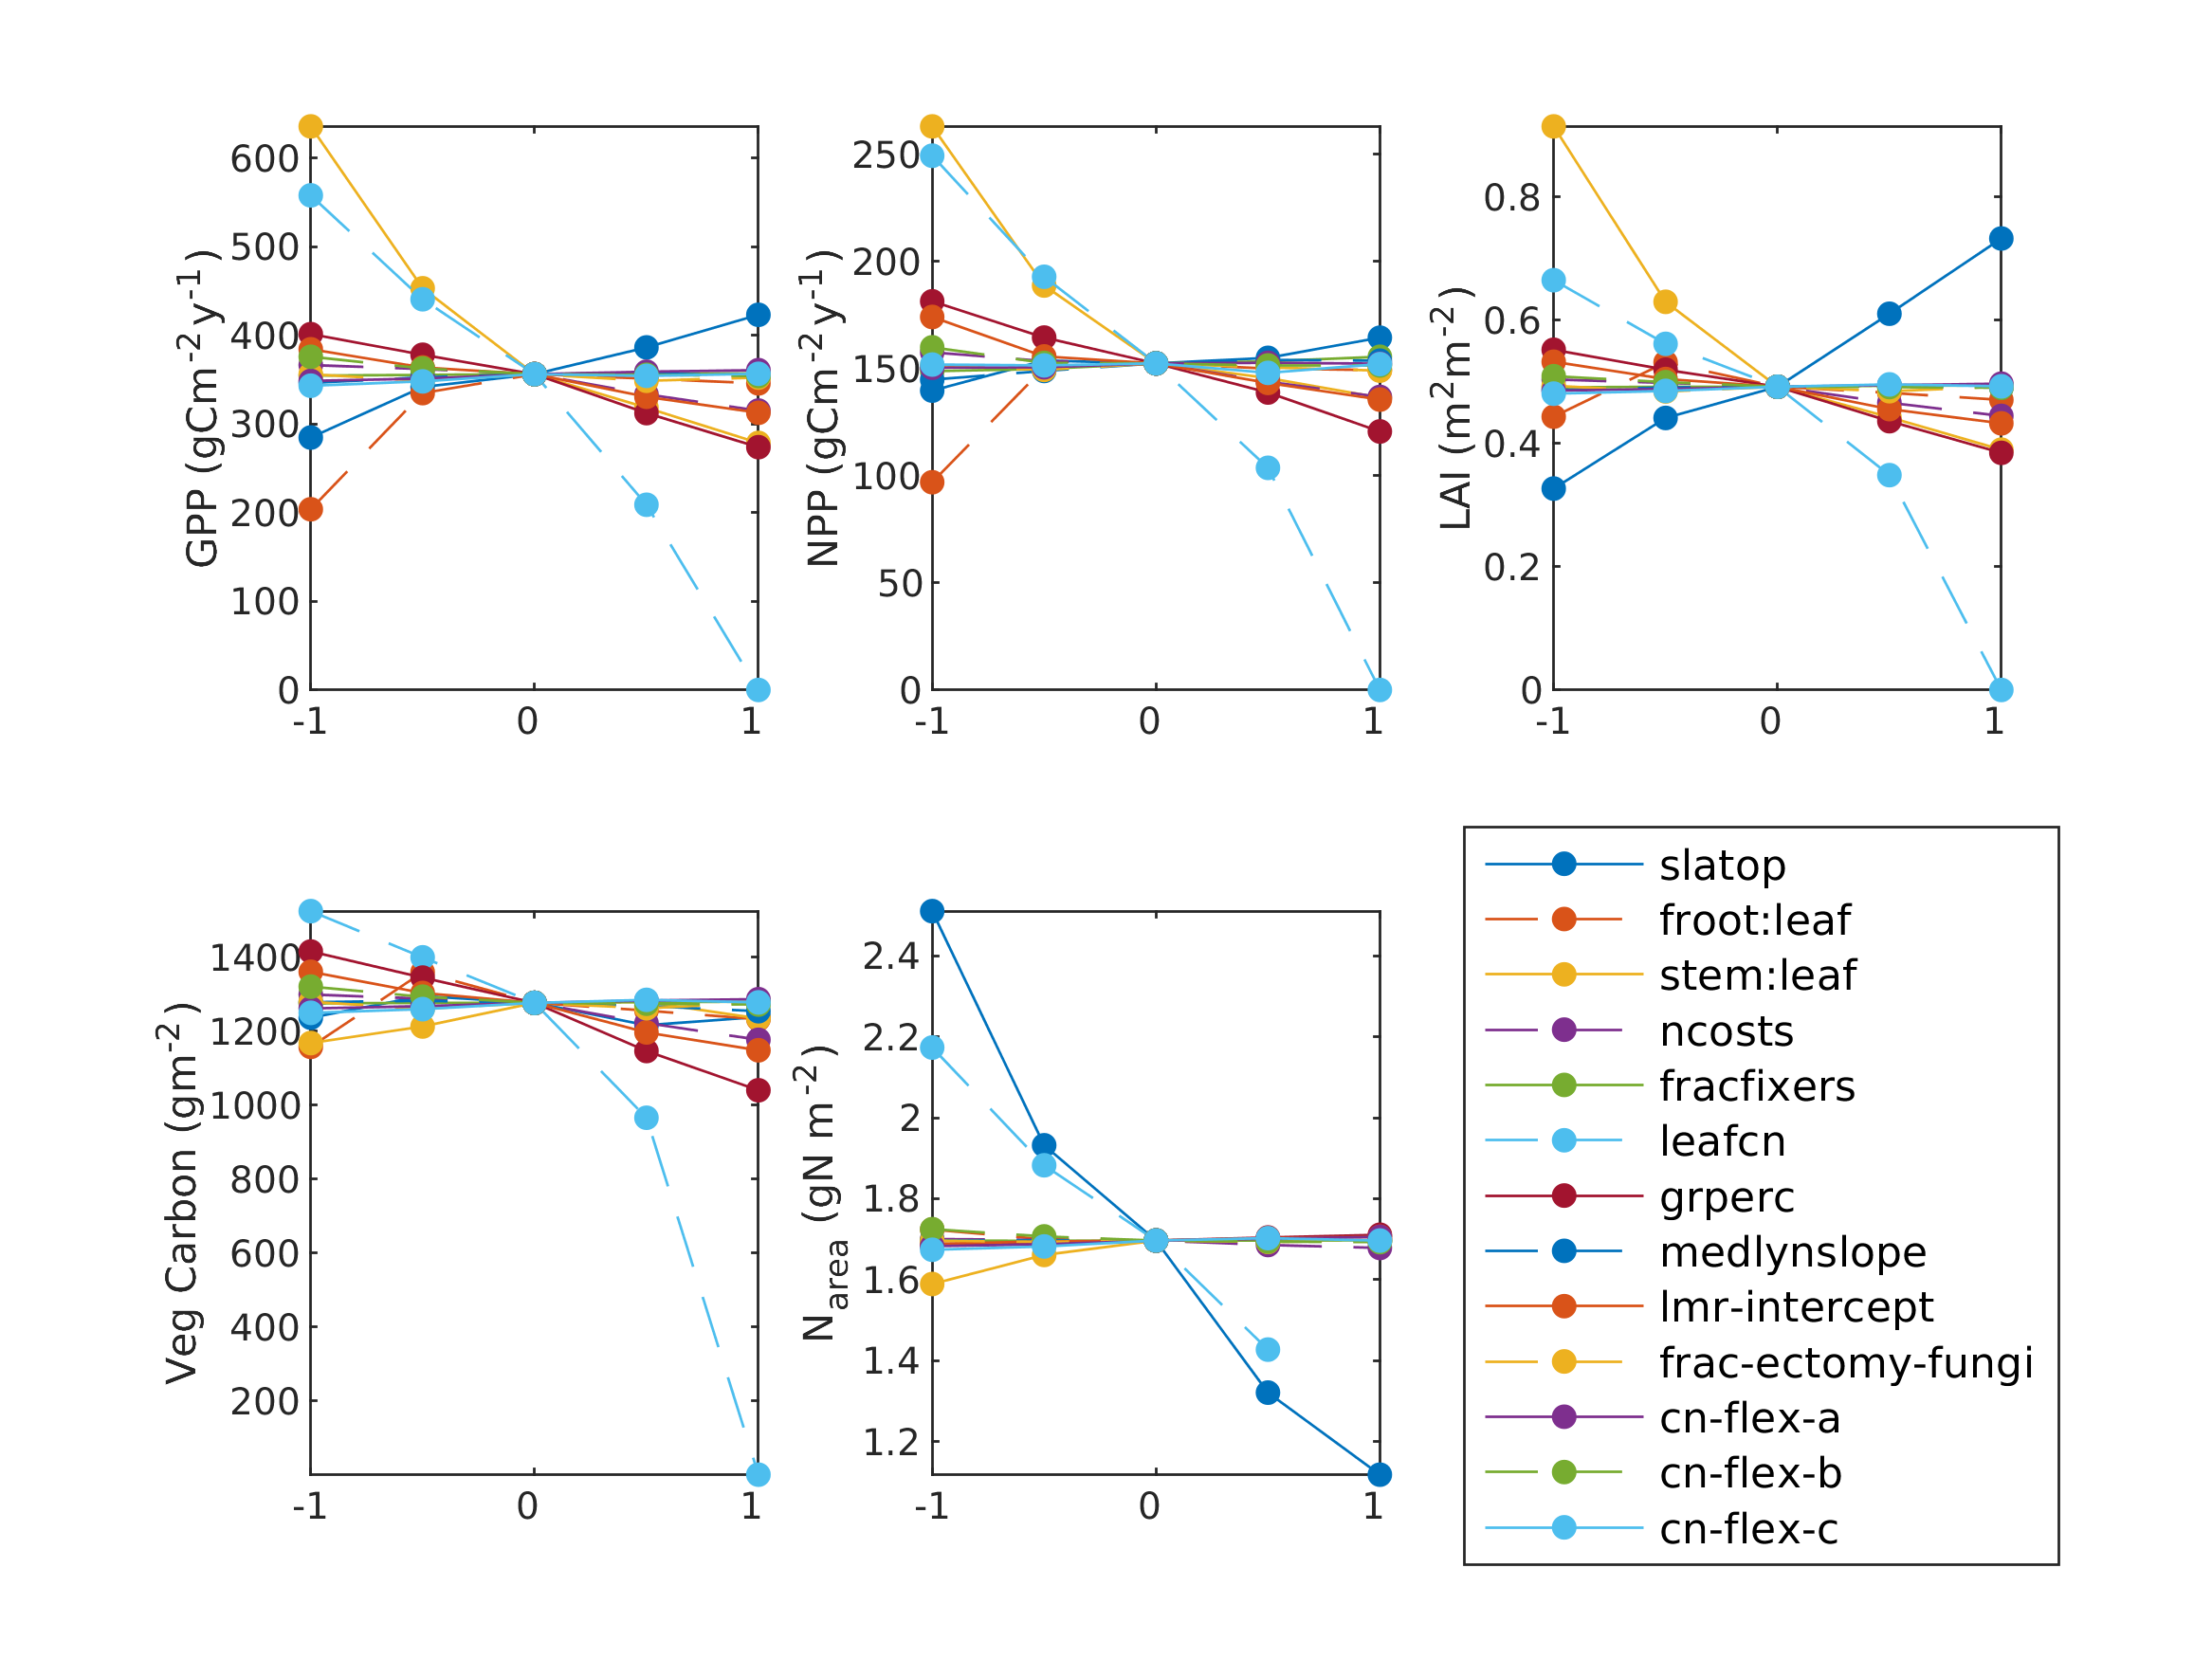 600
500
400
300
200
100
0
-1 0 1
GPP (gCm-2y-1)
250
200
150
100
50
0
-1 0 1
NPP (gCm-2y-1)
0.8
0.6
0.4
0.2
0
-1 0 1
LAI (m2m-2)
1400
1200
1000
800
600
400
200
-1 0 1
Veg Carbon (gm-2)
2.4
2.2
2
1.8
1.6
1.4
1.2
-1 0 1
Narea (gN m-2)
slatop
froot:leaf
stem:leaf
ncosts
fracfixers
leafcn
grperc
medlynslope
lmr-intercept
frac-ectomy-fungi
cn-flex-a
cn-flex-b
cn-flex-c